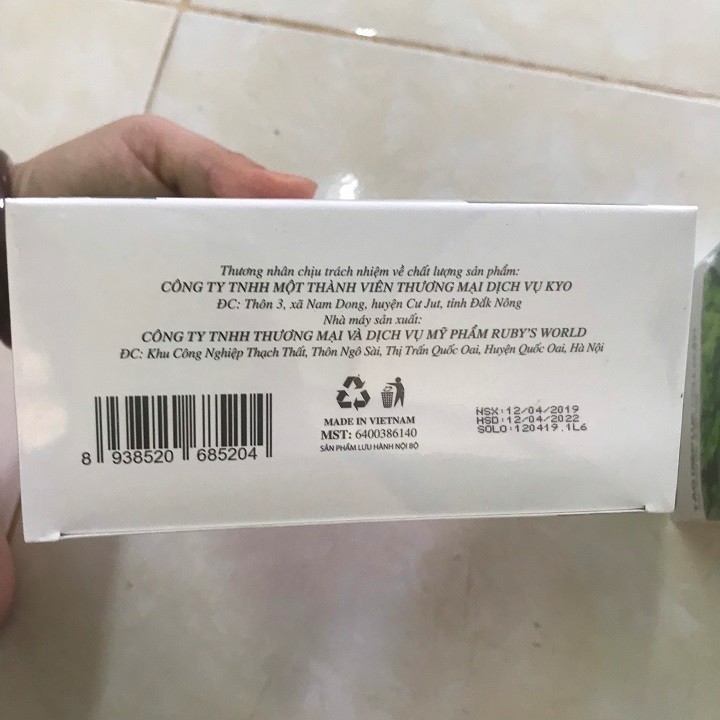 Thương nhân chịu trách nhiệm về chất lượng sản phẩm:
CÔNG TY TNHH MỘT THÀNH VIÊN THƯƠNG MẠI DỊCH VỤ KYO
ĐC: Thôn 3, xã Nam Dong, huyện Cư Jut, tỉnh Đắk Nông
Nhà máy sản xuất:
CÔNG TY TNHH THƯƠNG MẠI VÀ DỊCH VỤ MỸ PHẨM RUBY'S WORLD
ĐC: Khu Công Nghiệp Thạch Thất, Thôn Ngô Sài, Thị Trấn Quốc Oai, Huyện Quốc Oai, Hà Nội
8 938520 685204
MADE IN VIETNAM
MST: 6400386140
SẢN PHẨM LƯU HÀNH NỘI BỘ
NSX:12/04/2019
HSD:12/04/2022
SOLO:120419.1L6